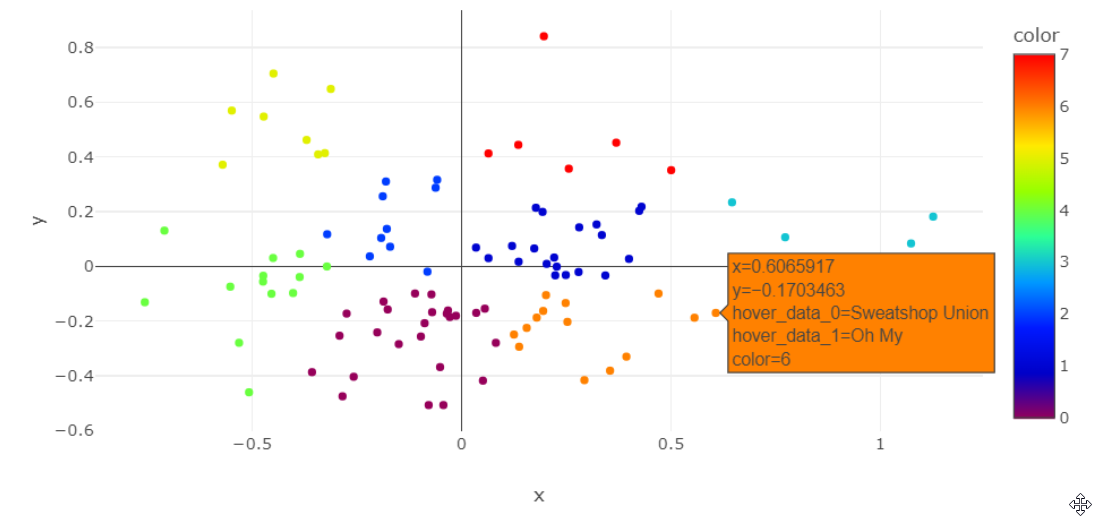 color
7
6
5
4
3
2
1
0
0.8
0.6
0.4
0.2
0
−0.2
−0.4
−0.6
y
−0.5
0
0.5
1
x
x=0.6065917
y=−0.1703463
hover_data_0=Sweatshop Union
hover_data_1=Oh My
color=6